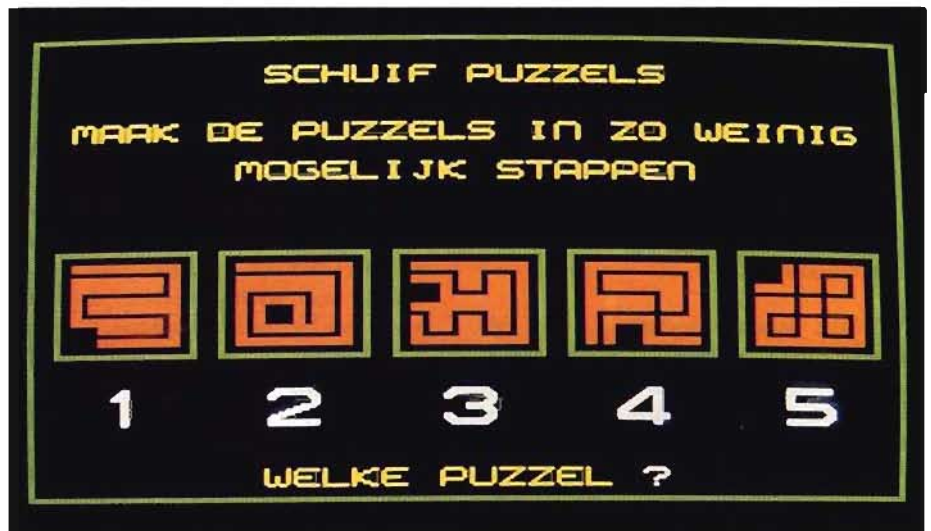 SCHUIF PUZZELS
MAAK DE PUZZELS IN ZO WEINIG
MOGELIJK STAPPEN
1 2 3 4 5
WELKE PUZZEL ?